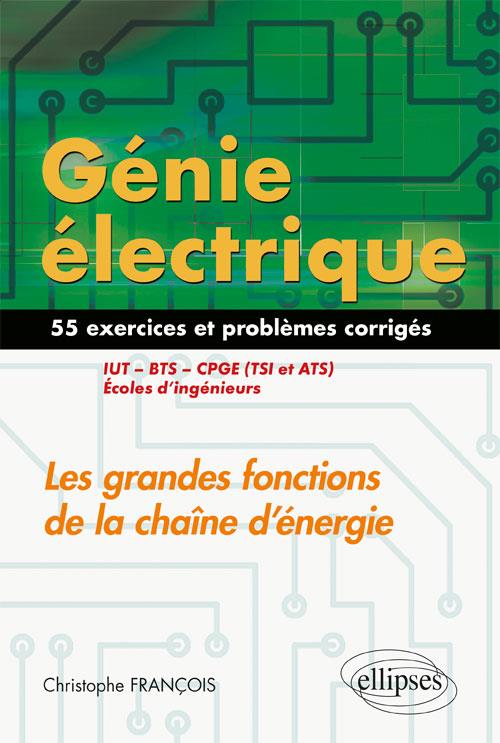 Génie
électrique
55 exercices et problèmes corrigés
IUT – BTS – CPGE (TSI et ATS)
Écoles d'ingénieurs
Les grandes fonctions
de la chaîne d'énergie
Christophe FRANÇOIS
ellipses